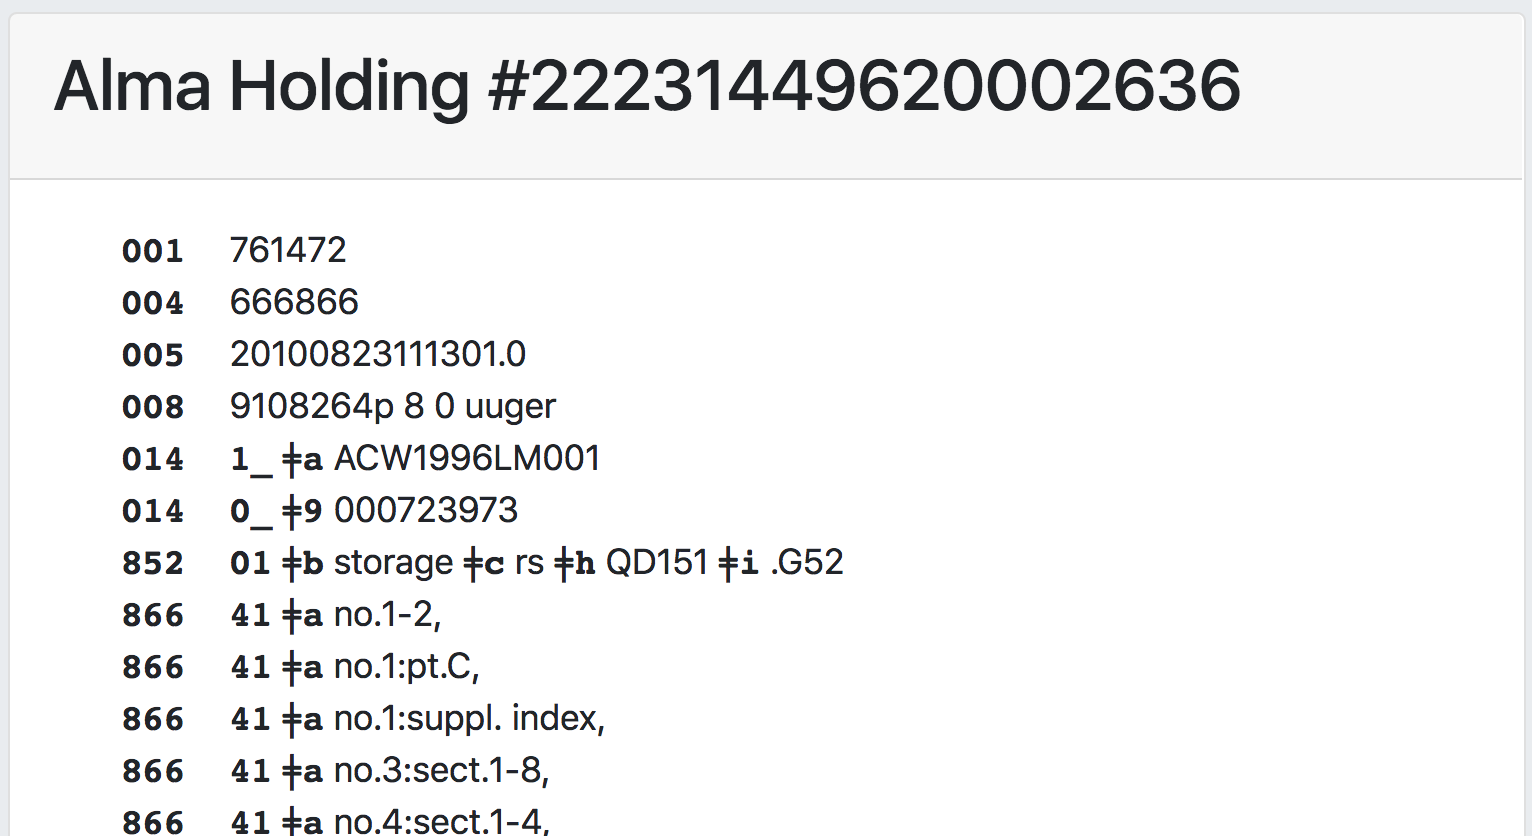 Alma Holding #22231449620002636
001 761472
004 666866
005 20100823111301.0
008 9108264p 8 0 uuger
014 1_ ǂa ACW1996LM001
014 0_ ǂ9 000723973
852 01 ǂb storage ǂc rs ǂh QD151 ǂi .G52
866 41 ǂa no.1-2,
866 41 ǂa no.1:pt.C,
866 41 ǂa no.1:suppl. index,
866 41 ǂa no.3:sect.1-8,
866 41 ǂa no.4:sect.1-4,